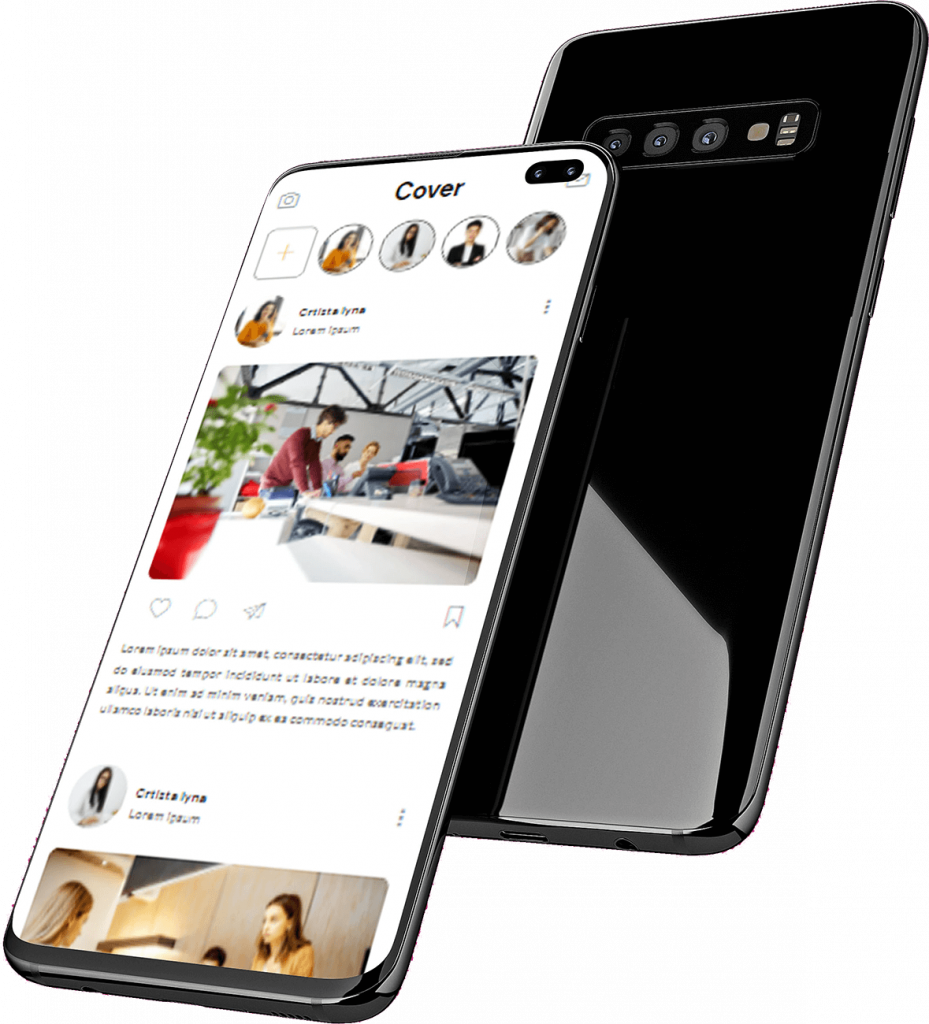 Cover
Crtista lyna
Lorem Ipsum
Lorem ipsum dolor sit amet, consectetur adipiscing elit, sed
do eiusmod tempor incididunt ut labore et dolore magna
aliqua. Ut enim ad minim veniam, quis nostrud exercitation
ullamco laboris nisi ut aliquip ex ea commodo consequat.
Crtista lyna
Lorem Ipsum